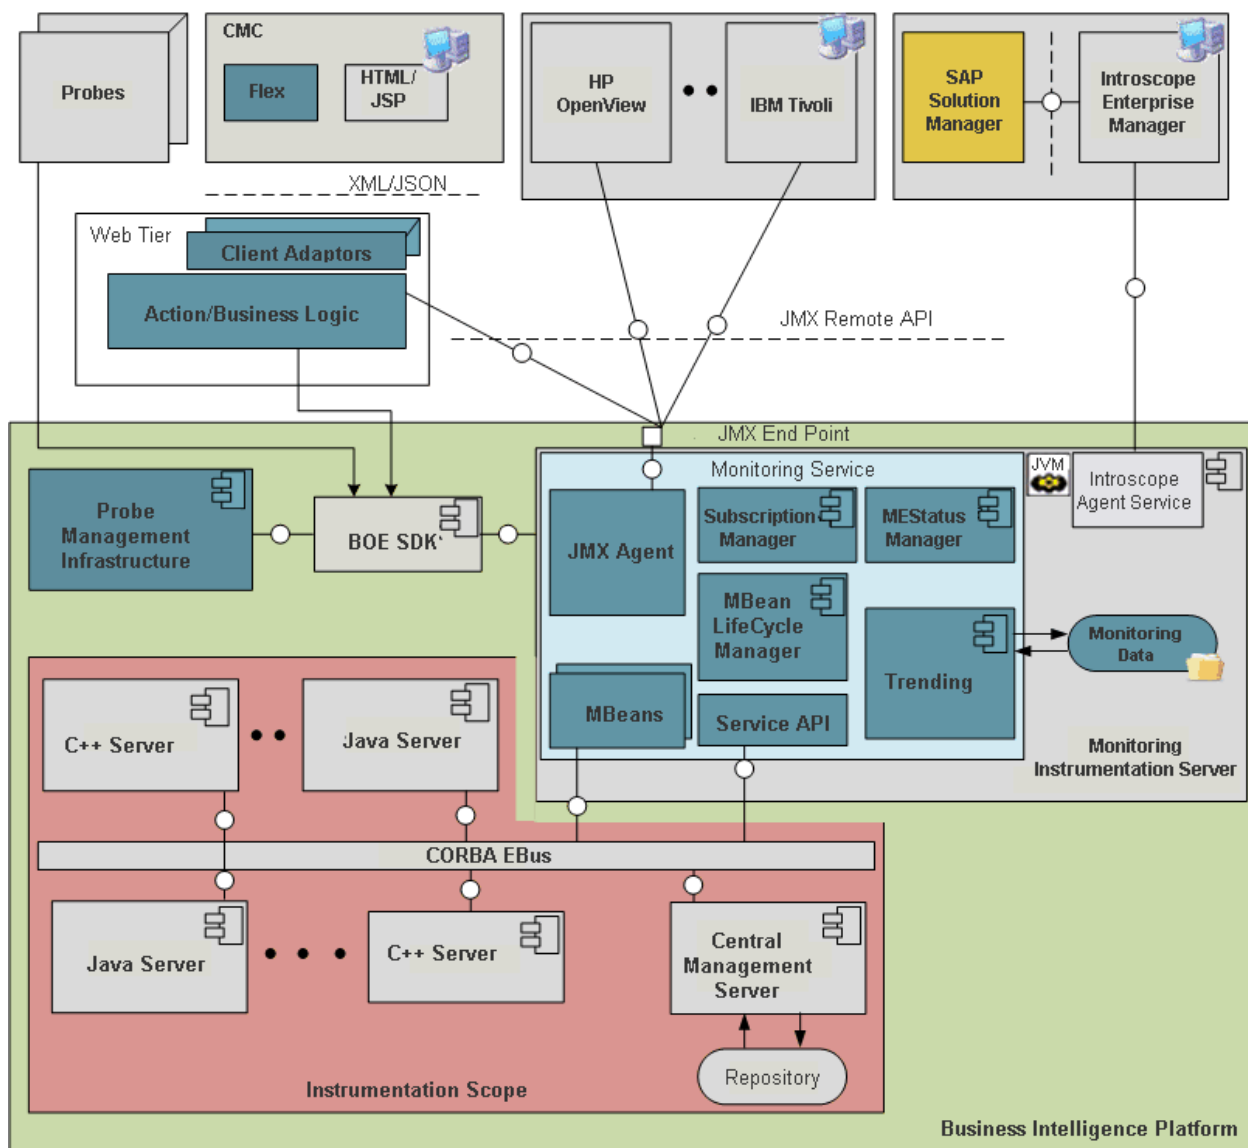 Probes
CMC
Flex
HTML/
JSP
HP
OpenView
IBM Tivoli
SAP
Solution
Manager
Introscope
Enterprise
Manager
XML/JSON
Web Tier
Client Adaptors
Action/Business Logic
JMX Remote API
JMX End Point
Probe
Management
Infrastructure
BOE SDK
Monitoring Service
JMX Agent
Subscription
Manager
MEStatus
Manager
MBean
LifeCycle
Manager
Trending
MBeans
Service API
JVM
Introscope
Agent Service
Monitoring
Data
Monitoring
Instrumentation Server
C++ Server
Java Server
CORBA EBus
Java Server
C++ Server
Central
Management
Server
Repository
Instrumentation Scope
Business Intelligence Platform